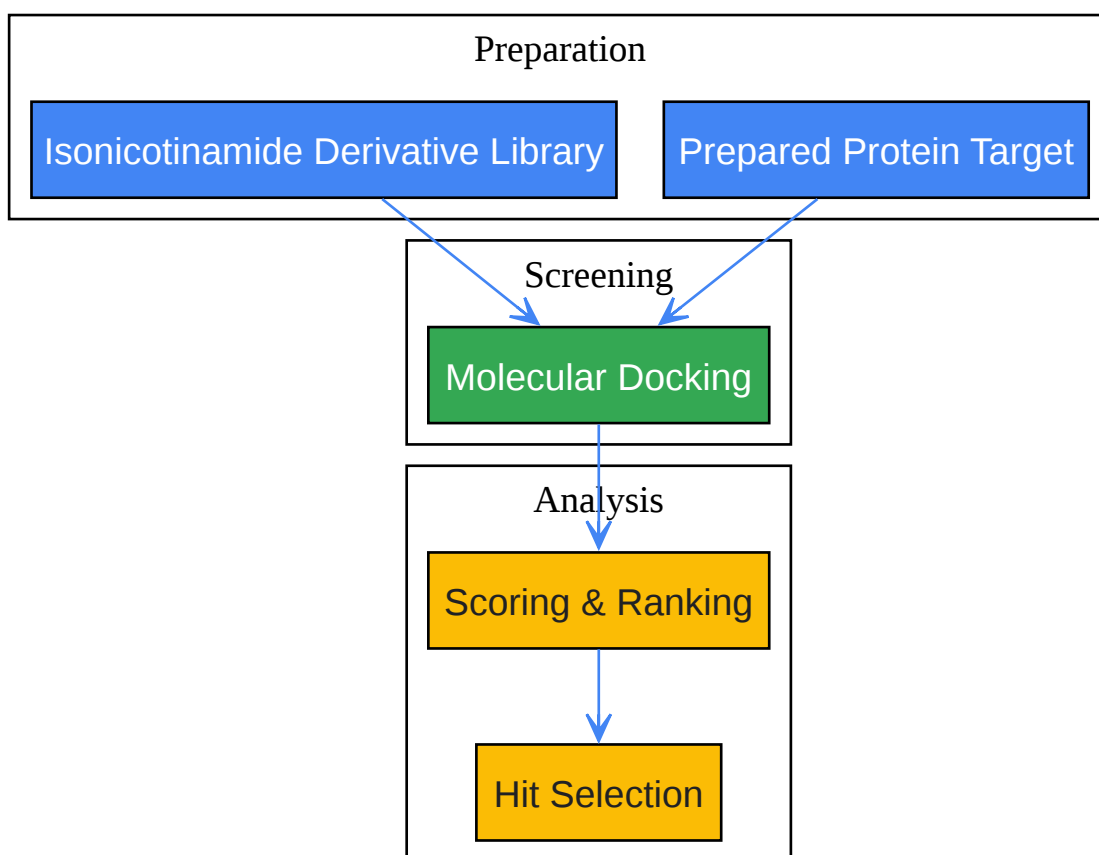 Preparation
Isonicotinamide Derivative Library
Prepared Protein Target
Screening
Molecular Docking
Analysis
Scoring & Ranking
Hit Selection